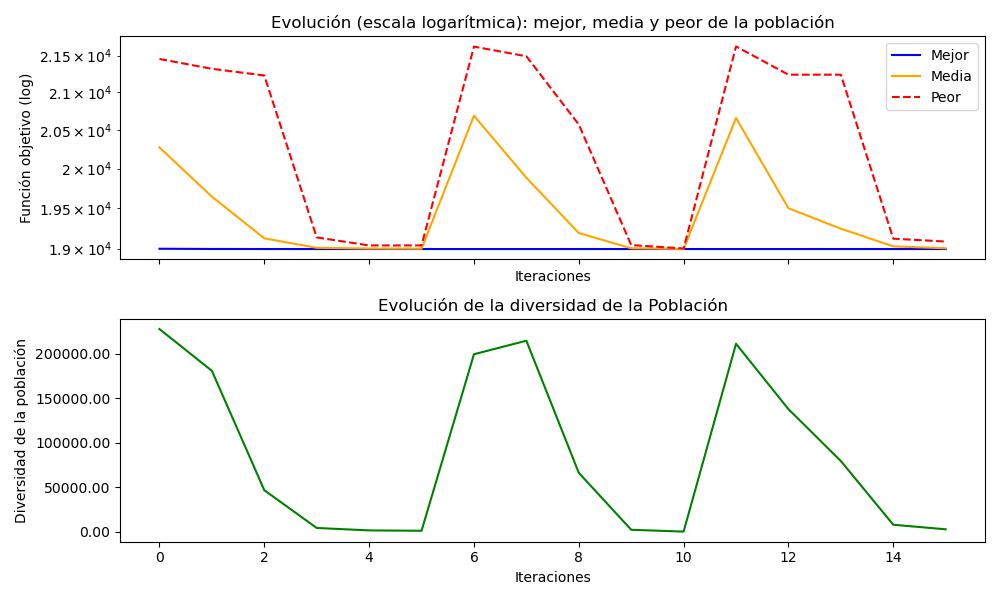 Evolución (escala logarítmica): mejor, media y peor de la población
Función objetivo (log)
2.15 × 10⁴
2.1 × 10⁴
2.05 × 10⁴
2 × 10⁴
1.95 × 10⁴
1.9 × 10⁴
Mejor
Media
Peor
Iteraciones
Evolución de la diversidad de la Población
Diversidad de la población
200000.00
150000.00
100000.00
50000.00
0.00
0 2 4 6 8 10 12 14
Iteraciones